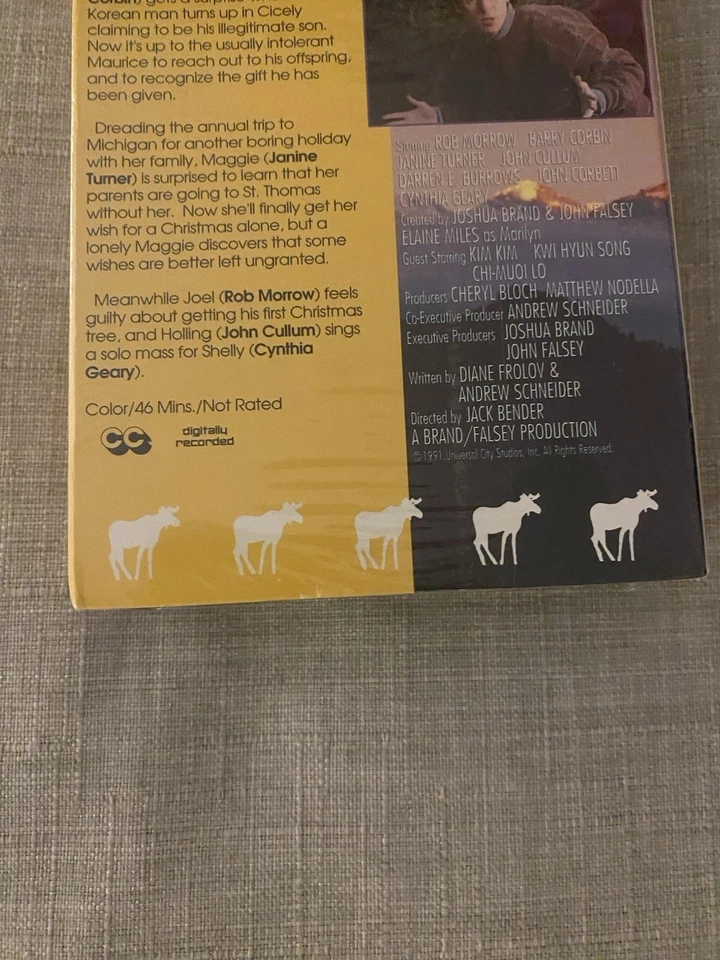 Corbin) gets a surprise
Korean man turns up in Cicely
claiming to be his illegitimate son.
Now it's up to the usually intolerant
Maurice to reach out to his offspring,
and to recognize the gift he has
been given.
Dreading the annual trip to
Michigan for another boring holiday
with her family, Maggie (Janine
Turner) is surprised to learn that her
parents are going to St. Thomas
without her. Now she'll finally get her
wish for a Christmas alone, but a
lonely Maggie discovers that some
wishes are better left ungranted.
Meanwhile Joel (Rob Morrow) feels
guilty about getting his first Christmas
tree, and Holling (John Cullum) sings
a solo mass for Shelly (Cynthia
Geary).
Color/46 Mins./Not Rated
CC digitally
recorded
Starring ROB MORROW BARRY CORBIN
JANINE TURNER JOHN CULLUM
DARREN E. BURROWS JOHN CORBETT
CYNTHIA GEARY
Created by JOSHUA BRAND & JOHN FALSEY
ELAINE MILES as Marilyn
Guest Starring KIM KIM KWI HYUN SONG
CHI-MUOI LO
Producers CHERYL BLOCH MATTHEW NODELLA
Co-Executive Producer ANDREW SCHNEIDER
Executive Producers JOSHUA BRAND
JOHN FALSEY
Written by DIANE FROLOV &
ANDREW SCHNEIDER
Directed by JACK BENDER
A BRAND/FALSEY PRODUCTION
©1991 Universal City Studios, Inc. All Rights Reserved.